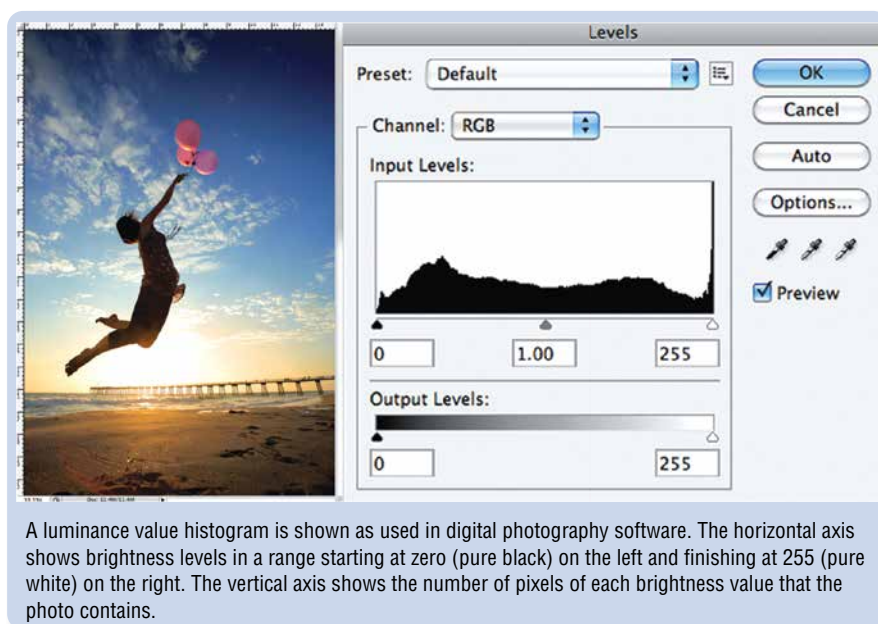 Levels
Preset: Default
OK
Cancel
Channel: RGB
Auto
Input Levels:
Options...
Preview
0 1.00 255
Output Levels:
0 255
A luminance value histogram is shown as used in digital photography software. The horizontal axis
shows brightness levels in a range starting at zero (pure black) on the left and finishing at 255 (pure
white) on the right. The vertical axis shows the number of pixels of each brightness value that the
photo contains.